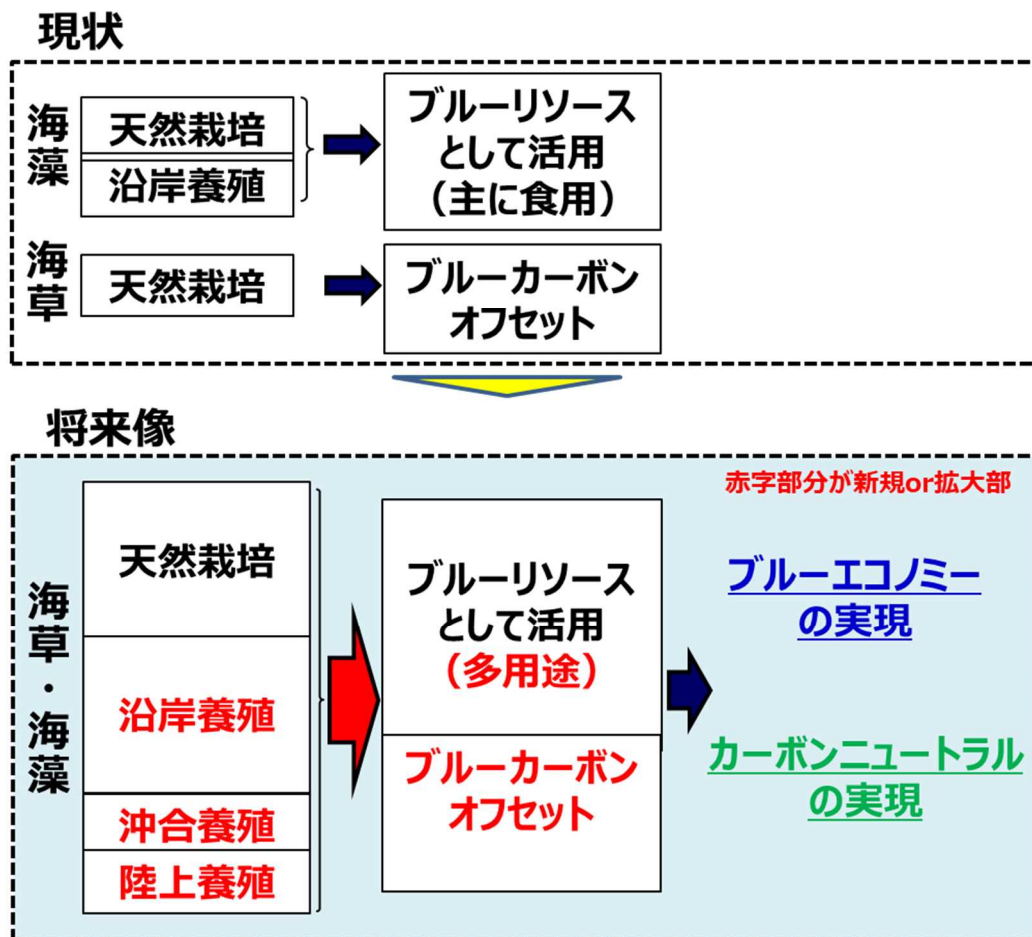 現状
海藻
天然栽培
沿岸養殖
ブルーリソース
として活用
（主に食用）
海草
天然栽培
ブルーカーボン
オフセット
将来像
赤字部分が新規or拡大部
海草・海藻
天然栽培
沿岸養殖
沖合養殖
陸上養殖
ブルーリソース
として活用
（多用途）
ブルーカーボン
オフセット
ブルーエコノミー
の実現
カーボンニュートラル
の実現